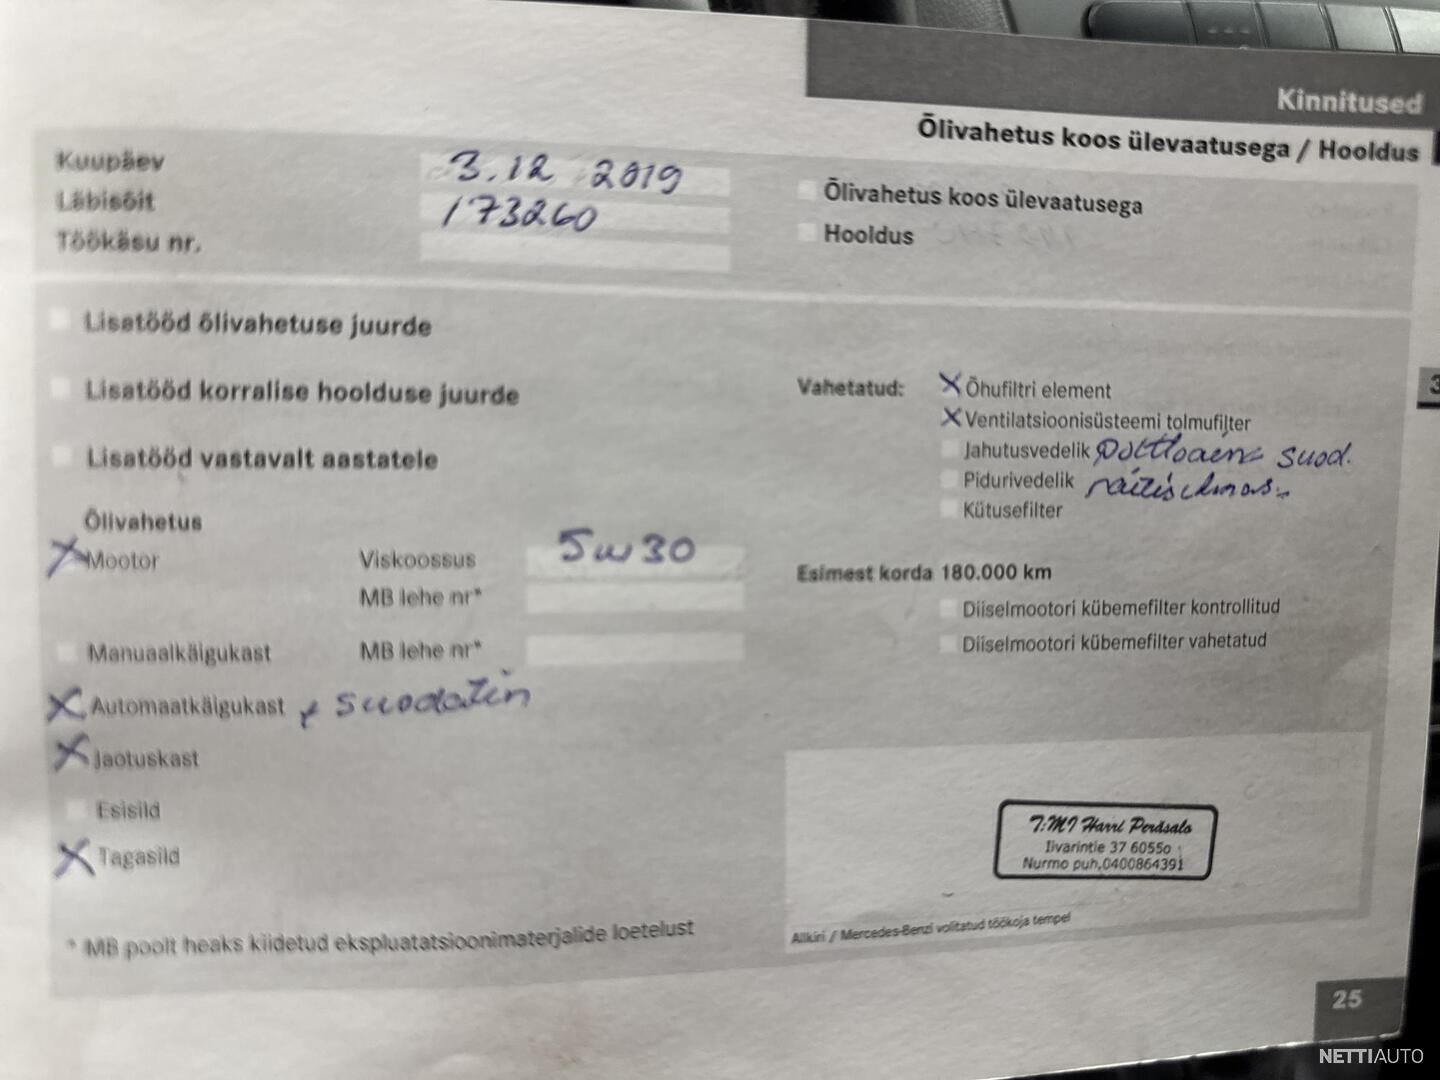 Kinnitused
Õlivahetus koos ülevaatusega / Hooldus
Kuupäev 3.12 2019
Läbisõit 173260
Töökäsu nr.
Õlivahetus koos ülevaatusega
Hooldus
Lisatööd õlivahetuse juurde
Lisatööd korralise hoolduse juurde
Lisatööd vastavalt aastatele
Õlivahetus
X Mootor Viskoossus 5w30
MB lehe nr*
Manuaalkäigukast MB lehe nr*
X Automaatkäigukast + suodatin
X Jaotuskast
Esisild
X Tagasild
* MB poolt heaks kiidetud ekspluatatsioonimaterjalide loetelust
Vahetatud: X Õhufiltri element
X Ventilatsioonisüsteemi tolmufilter
Jahutusvedelik suod.
Pidurivedelik
Kütusefilter
Esimest korda 180.000 km
Diiselmootori kübemefilter kontrollitud
Diiselmootori kübemefilter vahetatud
T:MI Harri Peräsalo
Iivarintie 37 60550
Nurmo puh.0400864391
Allkiri / Mercedes-Benzi volitatud töökoja tempel
3
25
NETTIAUTO